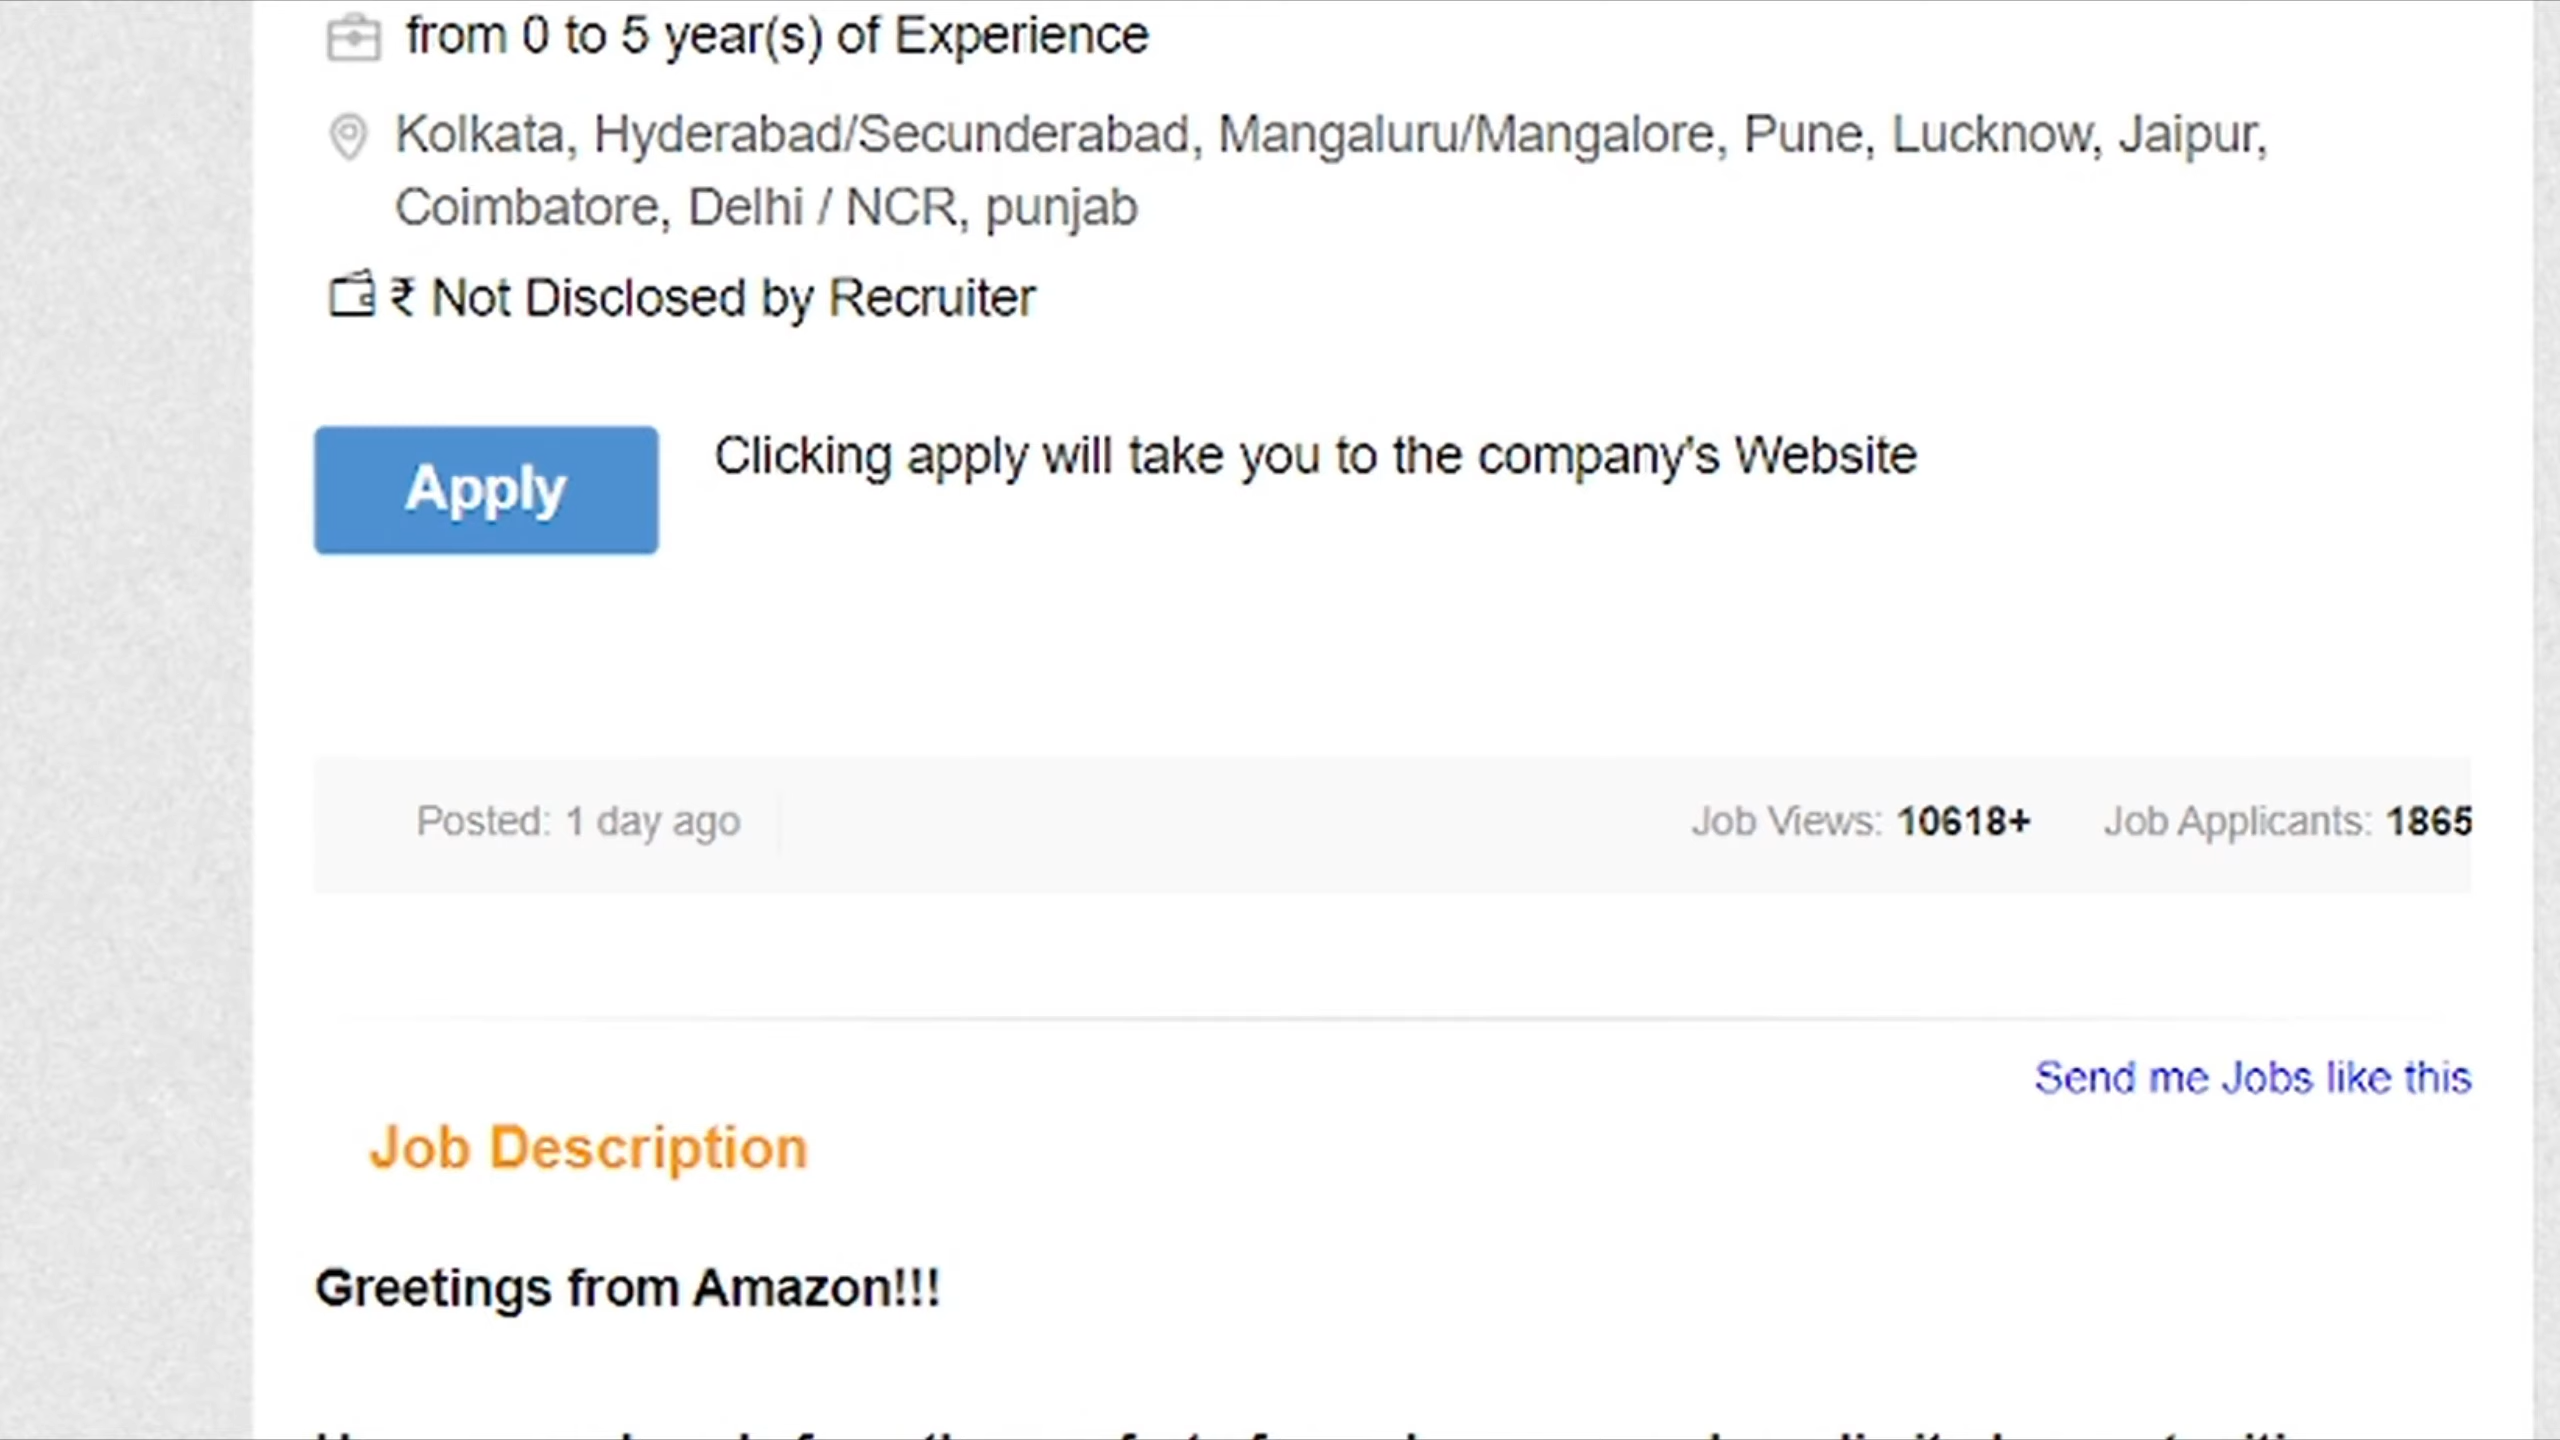 from 0 to 5 year(s) of Experience
Kolkata, Hyderabad/Secunderabad, Mangaluru/Mangalore, Pune, Lucknow, Jaipur,
Coimbatore, Delhi / NCR, punjab
₹ Not Disclosed by Recruiter
Apply
Clicking apply will take you to the company's Website
Posted: 1 day ago
Job Views: 10618+
Job Applicants: 1865
Send me Jobs like this
Job Description
Greetings from Amazon!!!